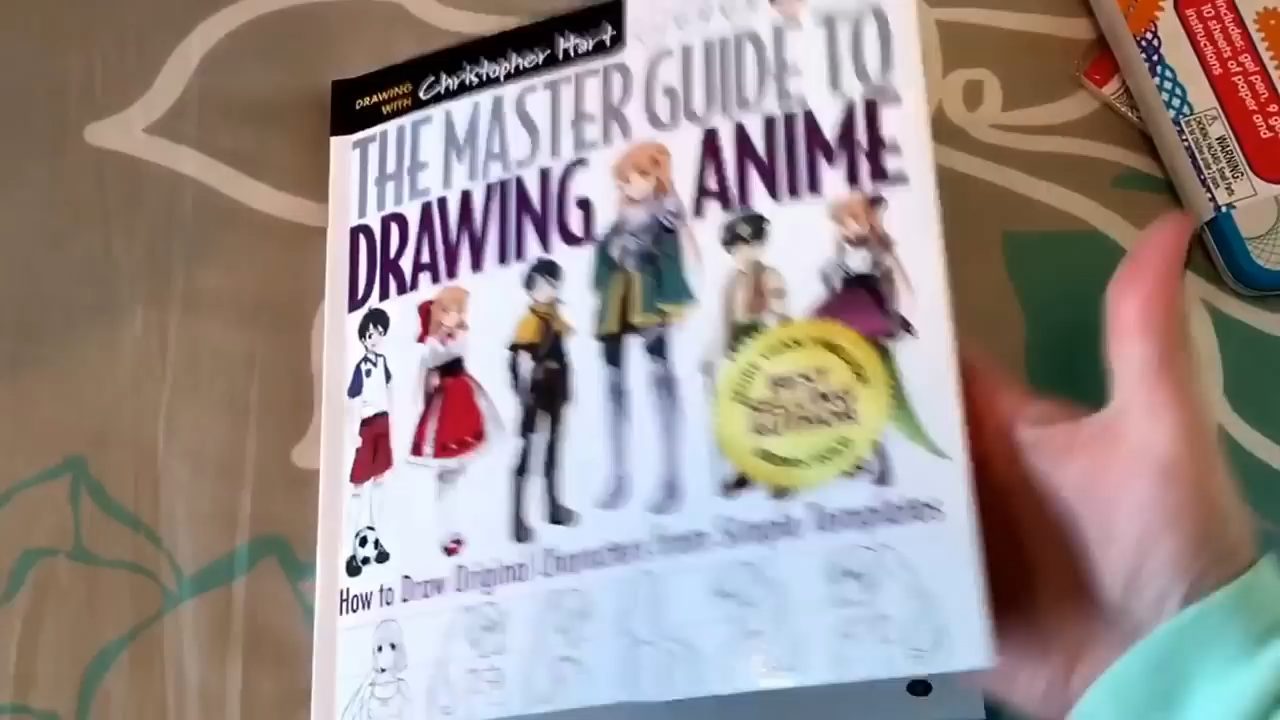 DRAWING WITH Christopher Hart
THE MASTER GUIDE TO
DRAWING ANIME
How to Draw Original Characters from Simple Templates
includes: gel pen, 9
10 sheets of paper and
instructions
WARNING: